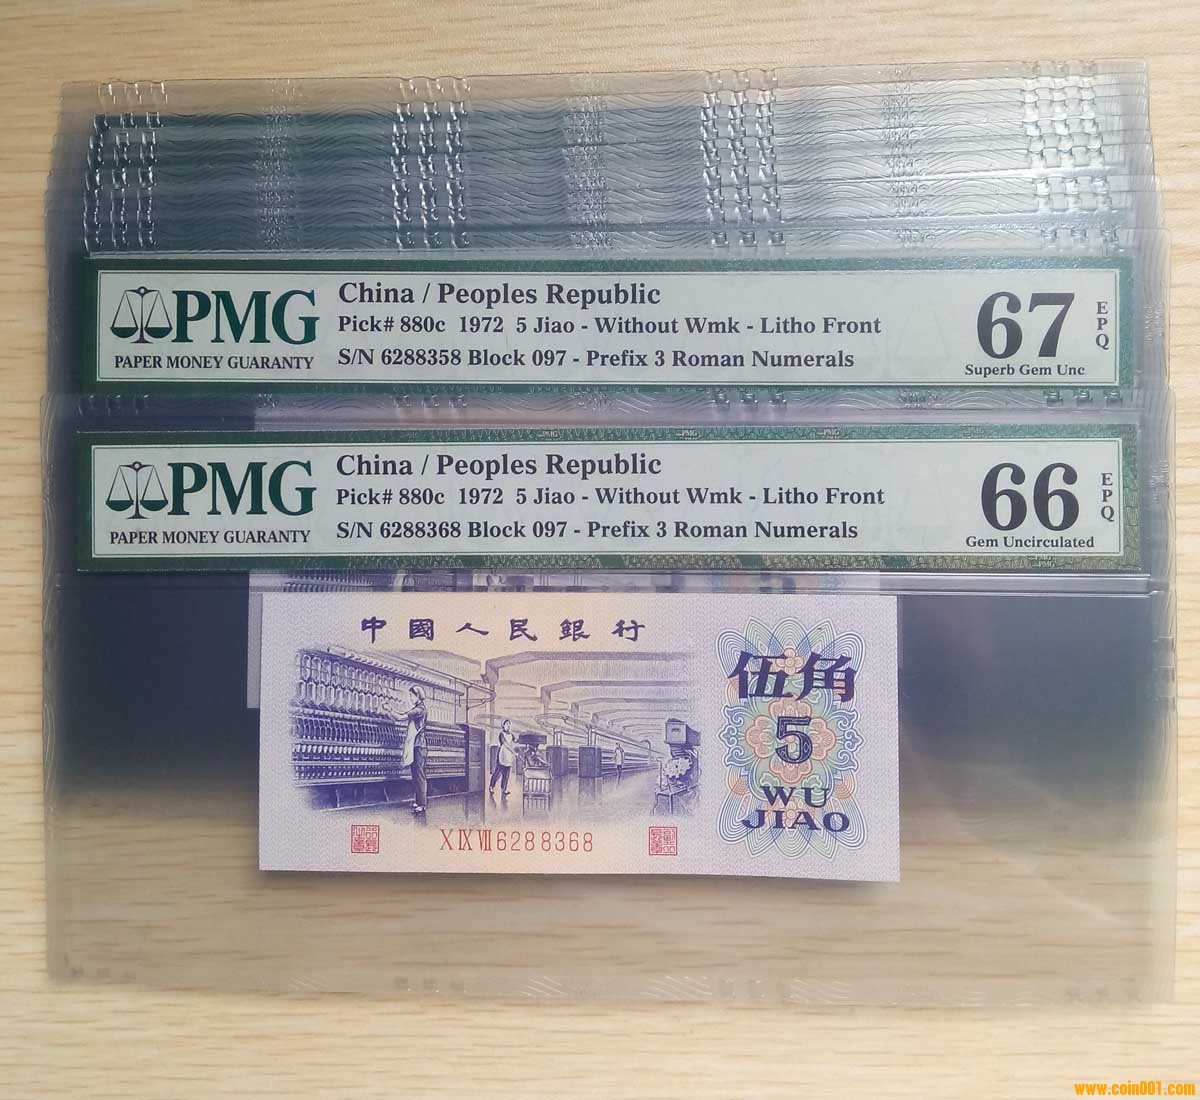 PMG
PAPER MONEY GUARANTY
China / Peoples Republic
Pick# 880c 1972 5 Jiao - Without Wmk - Litho Front
S/N 6288358 Block 097 - Prefix 3 Roman Numerals
67
EPQ
Superb Gem Unc
PMG
PAPER MONEY GUARANTY
China / Peoples Republic
Pick# 880c 1972 5 Jiao - Without Wmk - Litho Front
S/N 6288368 Block 097 - Prefix 3 Roman Numerals
66
EPQ
Gem Uncirculated
中國人民銀行
伍角
5
WU
JIAO
X IX VII 6288368
www.coin001.com